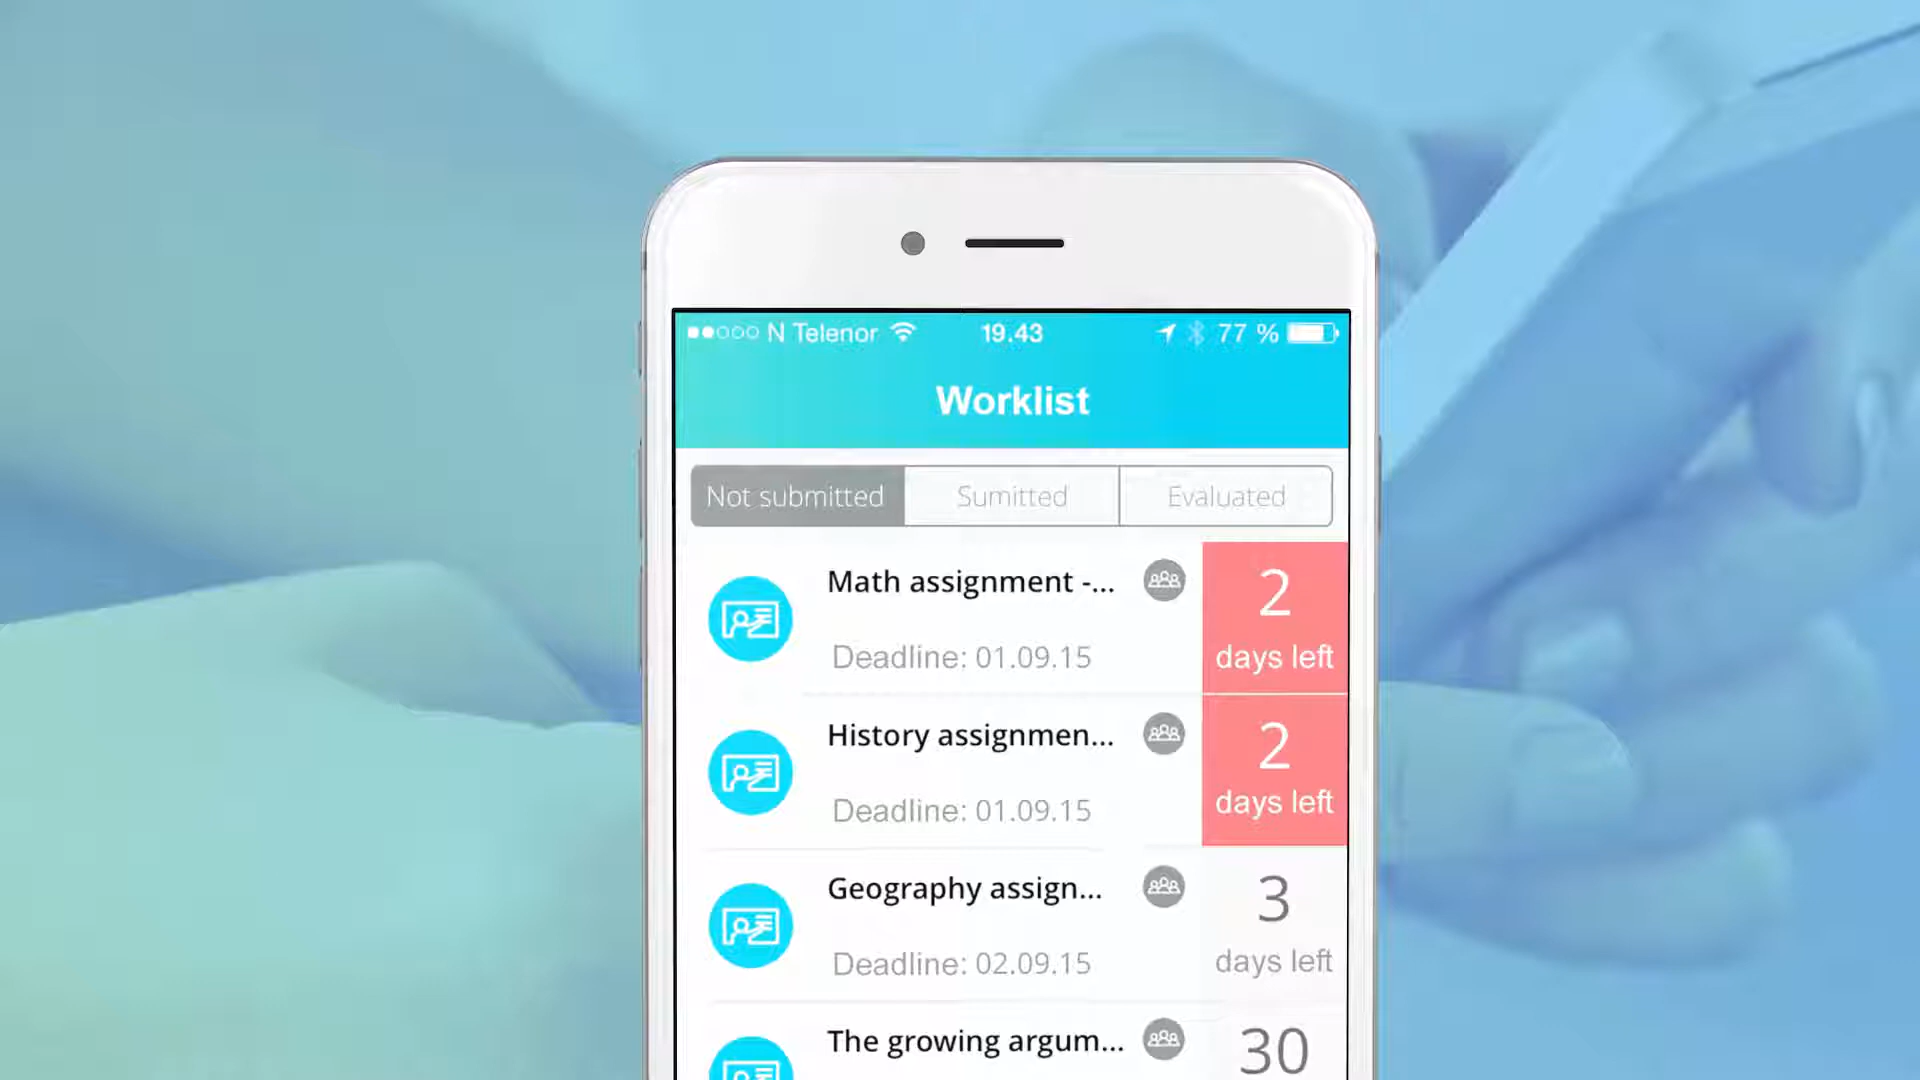 N Telenor 19.43 77 %
Worklist
Not submitted Sumitted Evaluated
Math assignment -...
Deadline: 01.09.15
2
days left
History assignmen...
Deadline: 01.09.15
2
days left
Geography assign...
Deadline: 02.09.15
3
days left
The growing argum...
30